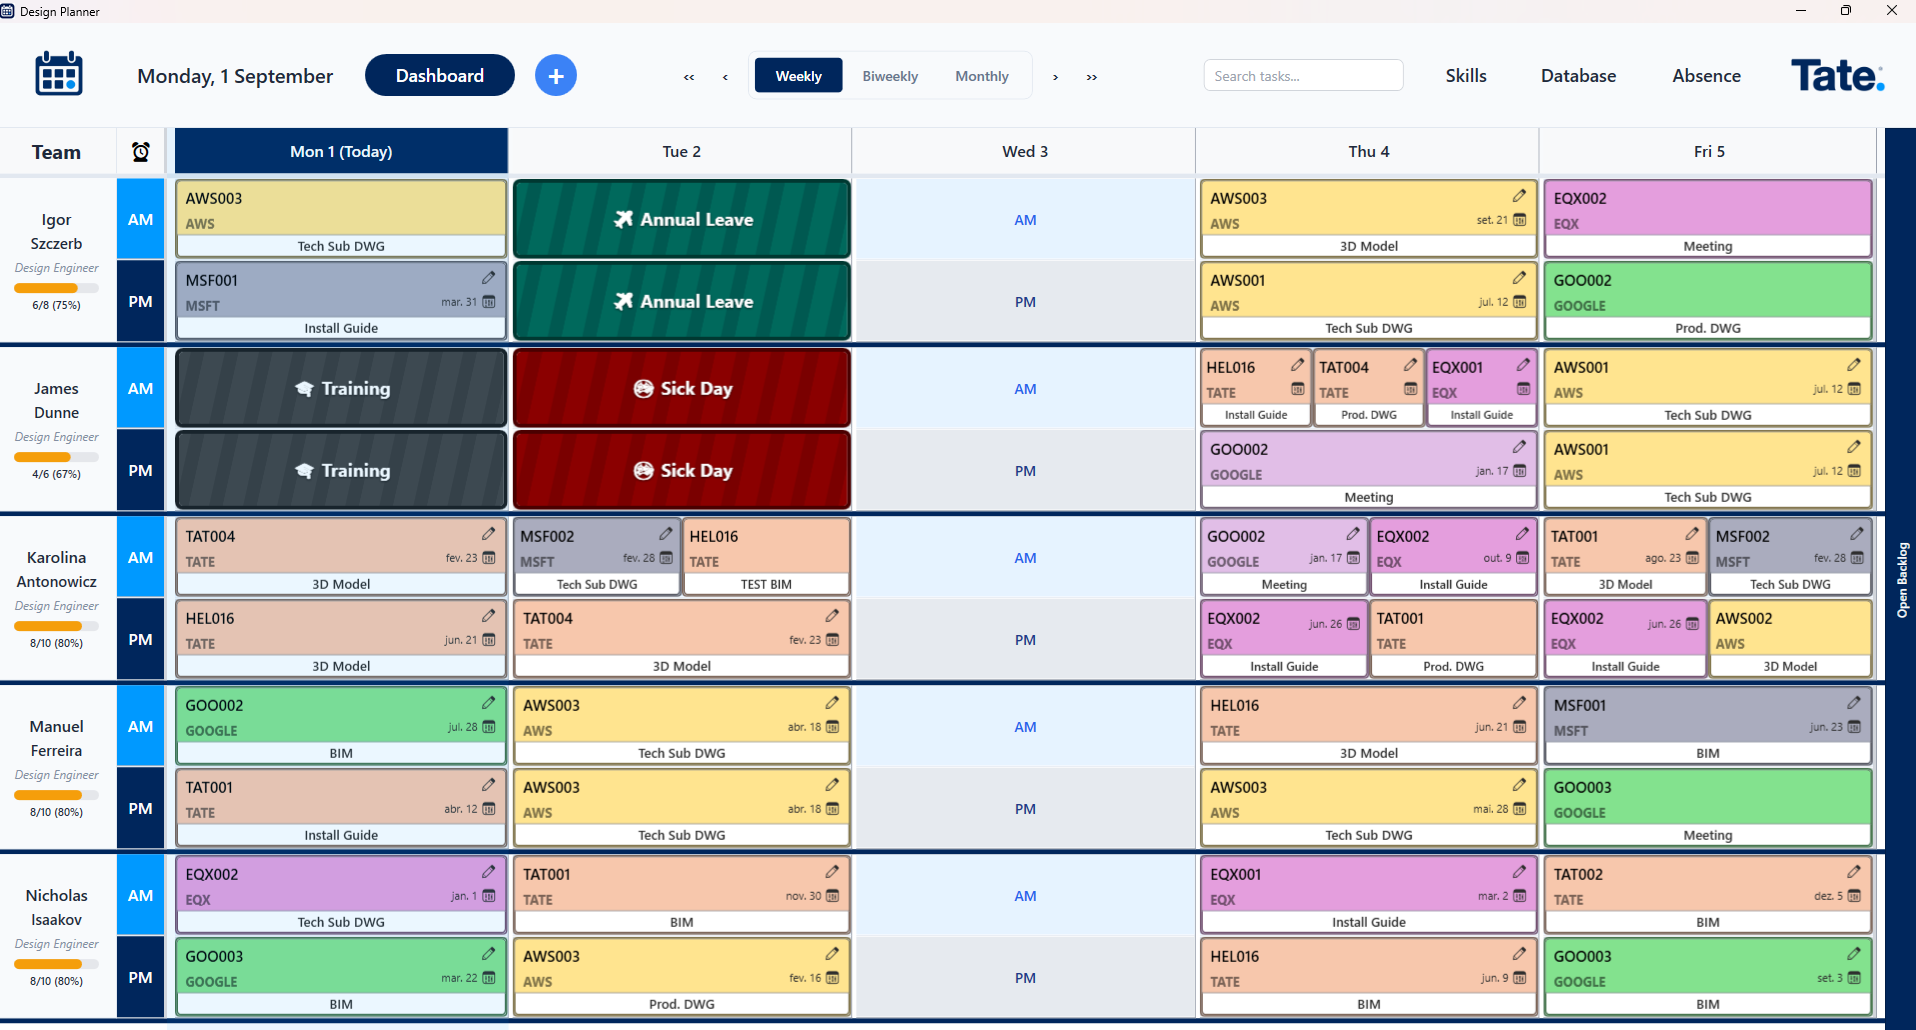 Design Planner
Monday, 1 September
Dashboard
+
<< < Weekly Biweekly Monthly > >>
Search tasks...
Skills
Database
Absence
Tate.
Team
Mon 1 (Today)
Tue 2
Wed 3
Thu 4
Fri 5
Igor
Szczerb
Design Engineer
6/8 (75%)
AM
AWS003
AWS
Tech Sub DWG
Annual Leave
AM
AWS003
AWS
set. 21
3D Model
EQX002
EQX
Meeting
PM
MSF001
MSFT
mar. 31
Install Guide
Annual Leave
PM
AWS001
AWS
jul. 12
Tech Sub DWG
GOO002
GOOGLE
Prod. DWG
James
Dunne
Design Engineer
4/6 (67%)
AM
Training
Sick Day
AM
HEL016
TATE
Install Guide
TAT004
TATE
Prod. DWG
EQX001
EQX
Install Guide
AWS001
AWS
jul. 12
Tech Sub DWG
PM
Training
Sick Day
PM
GOO002
GOOGLE
jan. 17
Meeting
AWS001
AWS
jul. 12
Tech Sub DWG
Karolina
Antonowicz
Design Engineer
8/10 (80%)
AM
TAT004
TATE
fev. 23
3D Model
MSF002
MSFT
fev. 28
Tech Sub DWG
HEL016
TATE
TEST BIM
AM
GOO002
GOOGLE
jan. 17
Meeting
EQX002
EQX
out. 9
Install Guide
TAT001
TATE
ago. 23
3D Model
MSF002
MSFT
fev. 28
Tech Sub DWG
PM
HEL016
TATE
jun. 21
3D Model
TAT004
TATE
fev. 23
3D Model
PM
EQX002
EQX
jun. 26
Install Guide
TAT001
TATE
Prod. DWG
EQX002
EQX
jun. 26
Install Guide
AWS002
AWS
3D Model
Manuel
Ferreira
Design Engineer
8/10 (80%)
AM
GOO002
GOOGLE
jul. 28
BIM
AWS003
AWS
abr. 18
Tech Sub DWG
AM
HEL016
TATE
jun. 21
3D Model
MSF001
MSFT
jun. 23
BIM
PM
TAT001
TATE
abr. 12
Install Guide
AWS003
AWS
abr. 18
Tech Sub DWG
PM
AWS003
AWS
mai. 28
Tech Sub DWG
GOO003
GOOGLE
Meeting
Nicholas
Isaakov
Design Engineer
8/10 (80%)
AM
EQX002
EQX
jan. 1
Tech Sub DWG
TAT001
TATE
nov. 30
BIM
AM
EQX001
EQX
mar. 2
Install Guide
TAT002
TATE
dez. 5
BIM
PM
GOO003
GOOGLE
mar. 22
BIM
AWS003
AWS
fev. 16
Prod. DWG
PM
HEL016
TATE
jun. 9
BIM
GOO003
GOOGLE
set. 3
BIM
Open Backlog